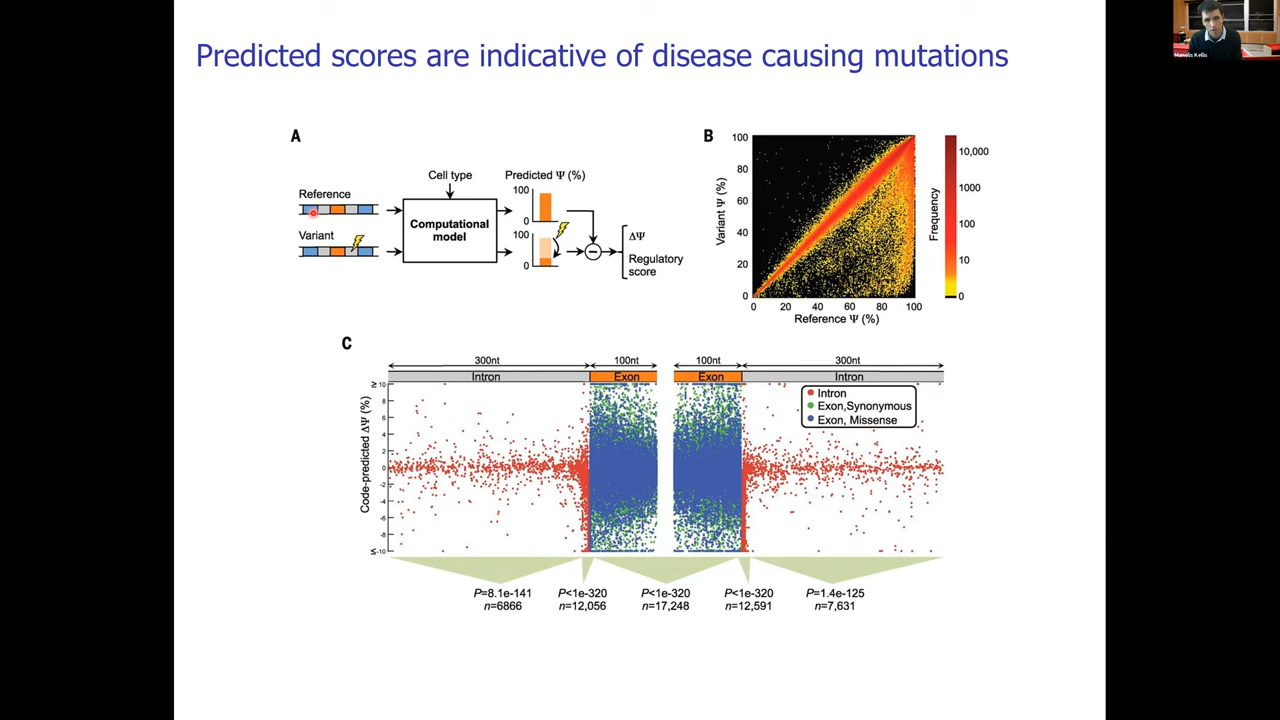 Predicted scores are indicative of disease causing mutations
Manolis Kellis
A
Cell type
Predicted Ψ (%)
Reference
Variant
Computational
model
100
0
100
0
−
ΔΨ
Regulatory
score
B
Variant Ψ (%)
100
80
60
40
20
0
0 20 40 60 80 100
Reference Ψ (%)
Frequency
10,000
1000
100
10
0
C
300nt 100nt 100nt 300nt
Intron Exon Exon Intron
Code-predicted ΔΨ (%)
≥10
8
6
4
2
0
-2
-4
-6
-8
≤-10
Intron
Exon,Synonymous
Exon, Missense
P=8.1e-141 P<1e-320 P<1e-320 P<1e-320 P=1.4e-125
n=6866 n=12,056 n=17,248 n=12,591 n=7,631